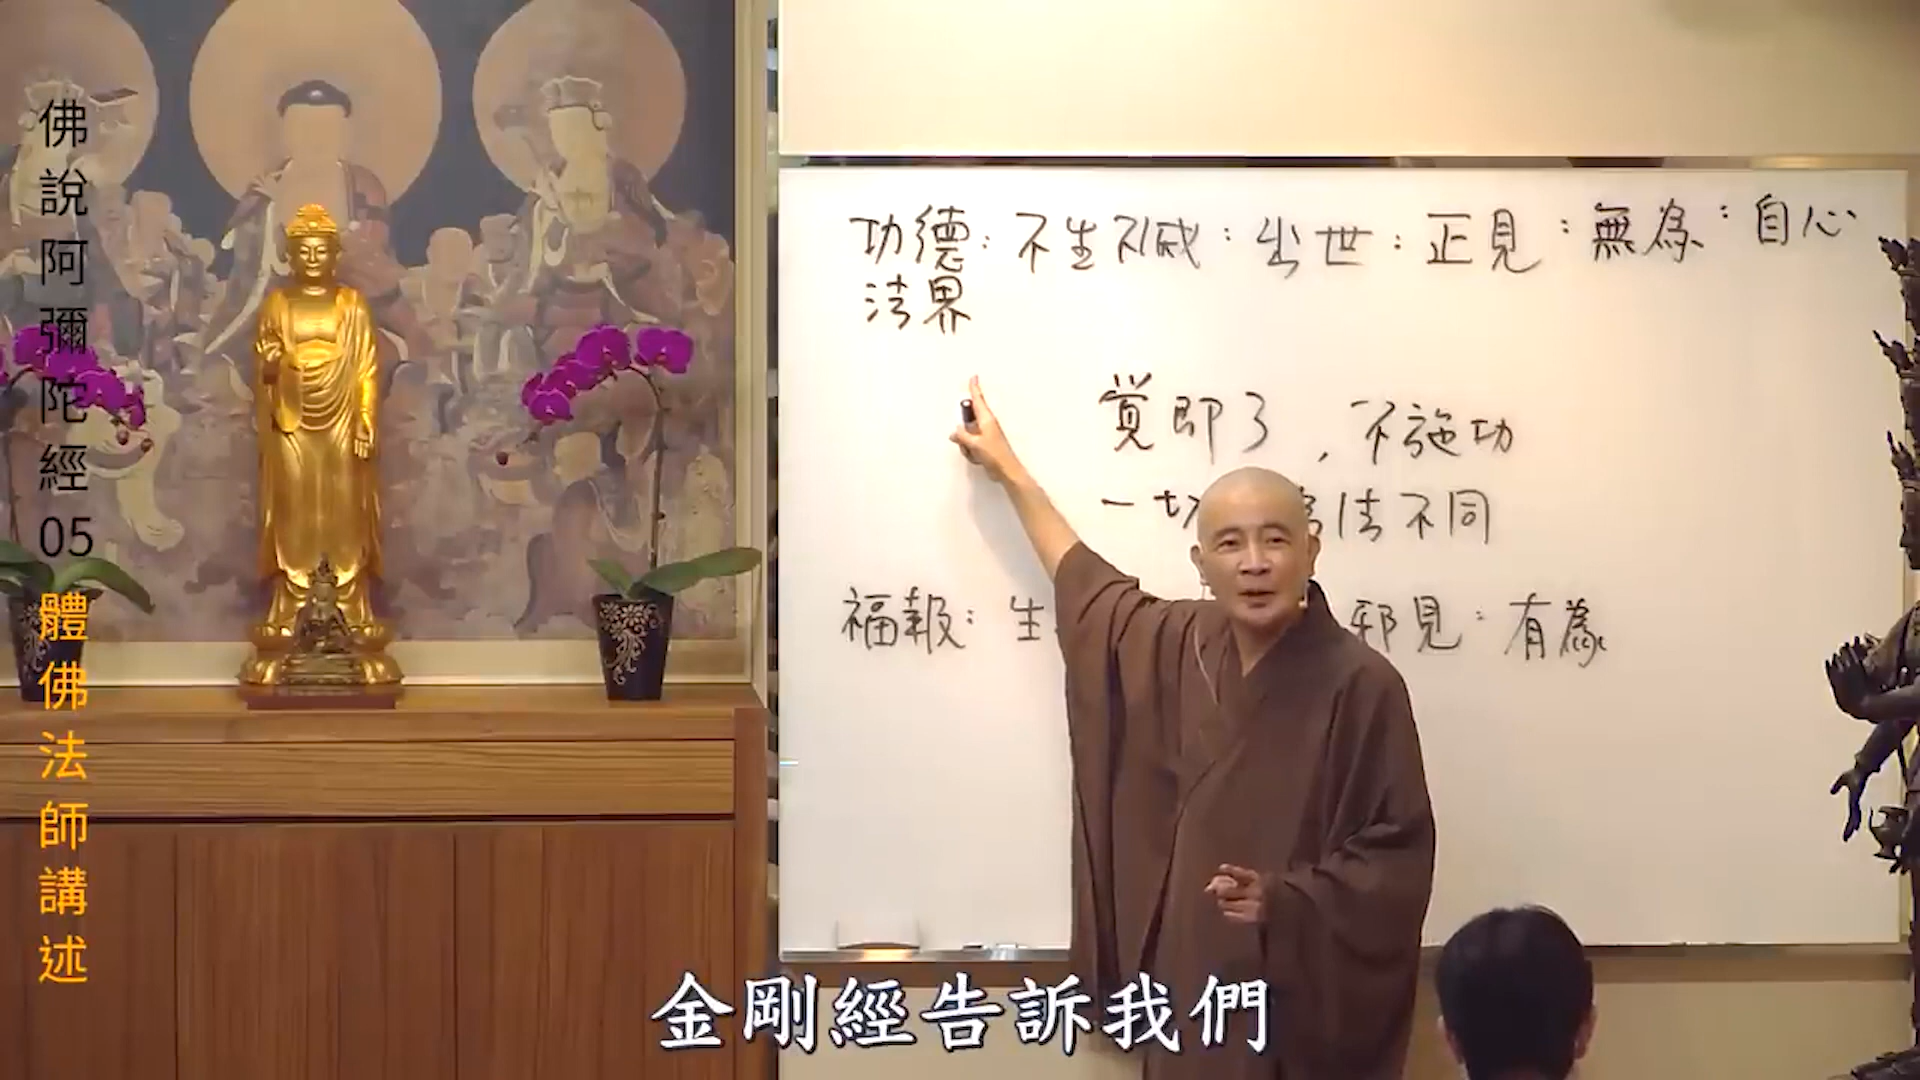 佛說阿彌陀經05 體佛法師講述
功德：不生不滅：出世：正見：無為：自心
法界
覚即了，不施功
一切 為法不同
福報：生 邪見：有為
金剛經告訴我們